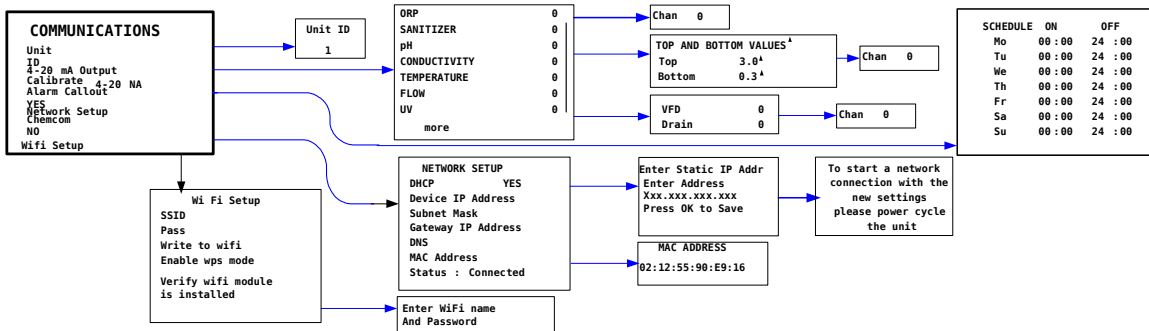 COMMUNICATIONS
Unit
ID
4-20 mA Output
Calibrate 4-20 NA
Alarm Callout
YES
Network Setup
Chemcom
NO
Wifi Setup
Unit ID
1
ORP 0
SANITIZER 0
pH 0
CONDUCTIVITY 0
TEMPERATURE 0
FLOW 0
UV 0
more
Chan 0
TOP AND BOTTOM VALUES
Top 3.0
Bottom 0.3
Chan 0
VFD 0
Drain 0
Chan 0
SCHEDULE ON OFF
Mo 00:00 24 :00
Tu 00:00 24 :00
We 00:00 24 :00
Th 00:00 24 :00
Fr 00:00 24 :00
Sa 00:00 24 :00
Su 00:00 24 :00
Wi Fi Setup
SSID
Pass
Write to wifi
Enable wps mode
Verify wifi module
is installed
Enter WiFi name
And Password
NETWORK SETUP
DHCP YES
Device IP Address
Subnet Mask
Gateway IP Address
DNS
MAC Address
Status : Connected
Enter Static IP Addr
Enter Address
Xxx.xxx.xxx.xxx
Press OK to Save
To start a network
connection with the
new settings
please power cycle
the unit
MAC ADDRESS
02:12:55:90:E9:16